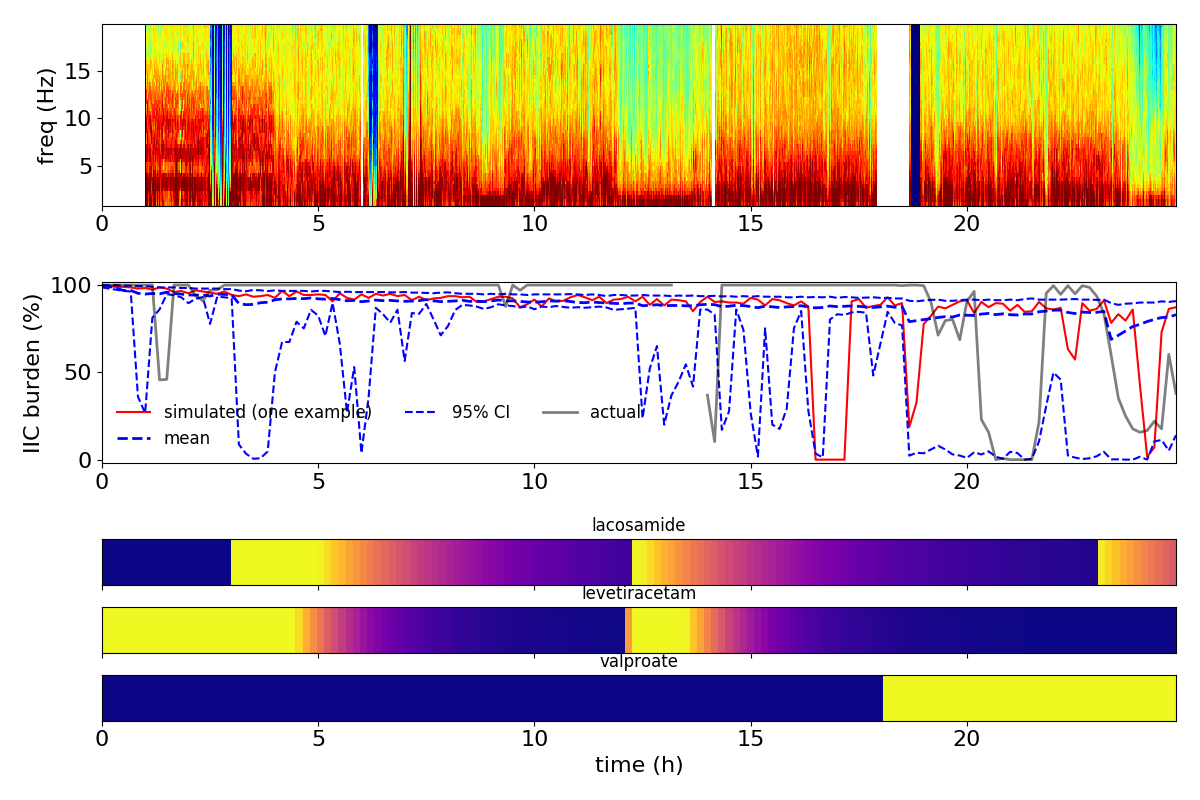 freq (Hz)
15
10
5
0 5 10 15 20
IIC burden (%)
100
50
0
simulated (one example) 95% CI actual
mean
0 5 10 15 20
lacosamide
levetiracetam
valproate
0 5 10 15 20
time (h)